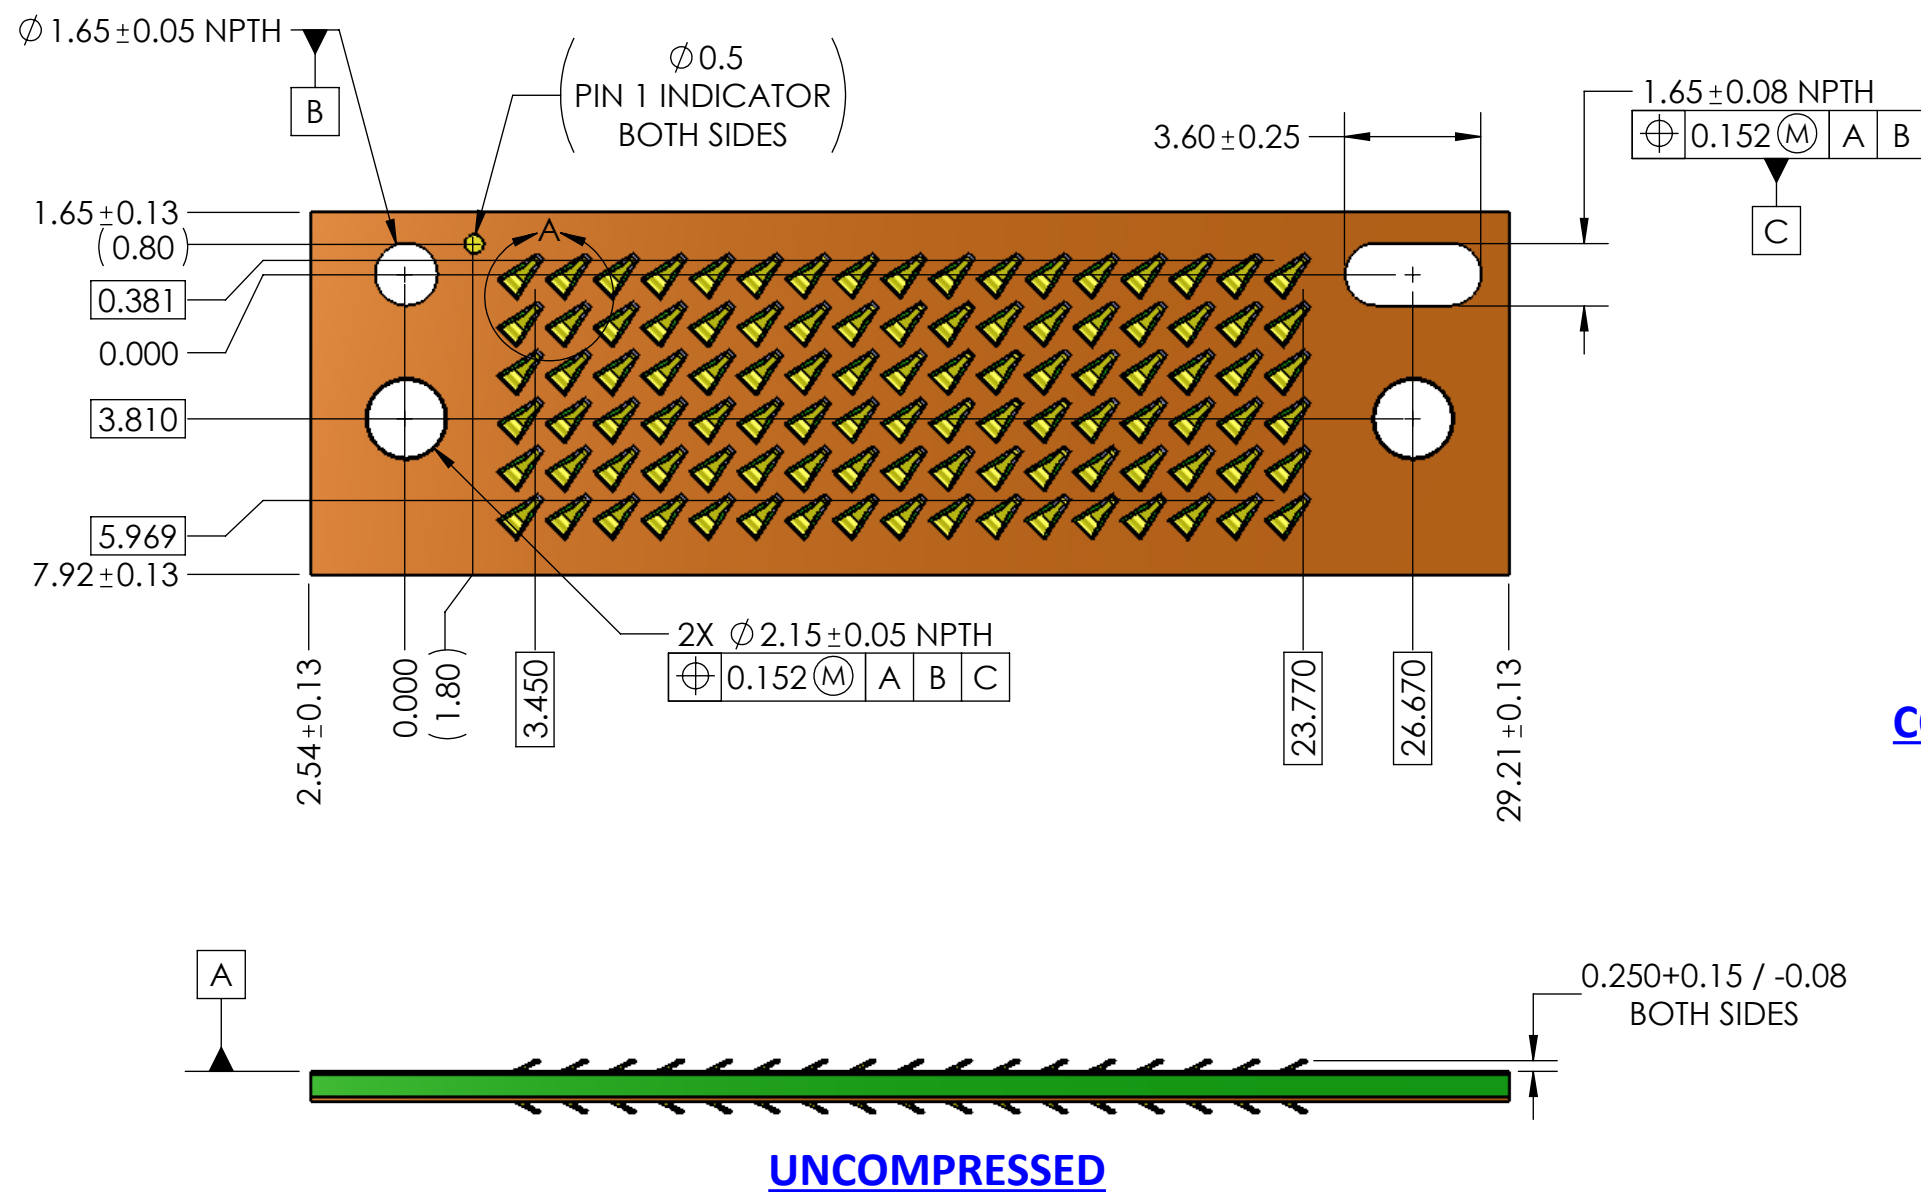 Ø 1.65±0.05 NPTH
B
Ø 0.5
PIN 1 INDICATOR
BOTH SIDES
3.60±0.25
1.65±0.08 NPTH
⌖ 0.152 Ⓜ A B
C
1.65±0.13
(0.80)
0.381
0.000
3.810
5.969
7.92±0.13
A
2X Ø 2.15±0.05 NPTH
⌖ 0.152 Ⓜ A B C
2.54±0.13
0.000
(1.80)
3.450
23.770
26.670
29.21±0.13
A
0.250+0.15 / -0.08
BOTH SIDES
UNCOMPRESSED